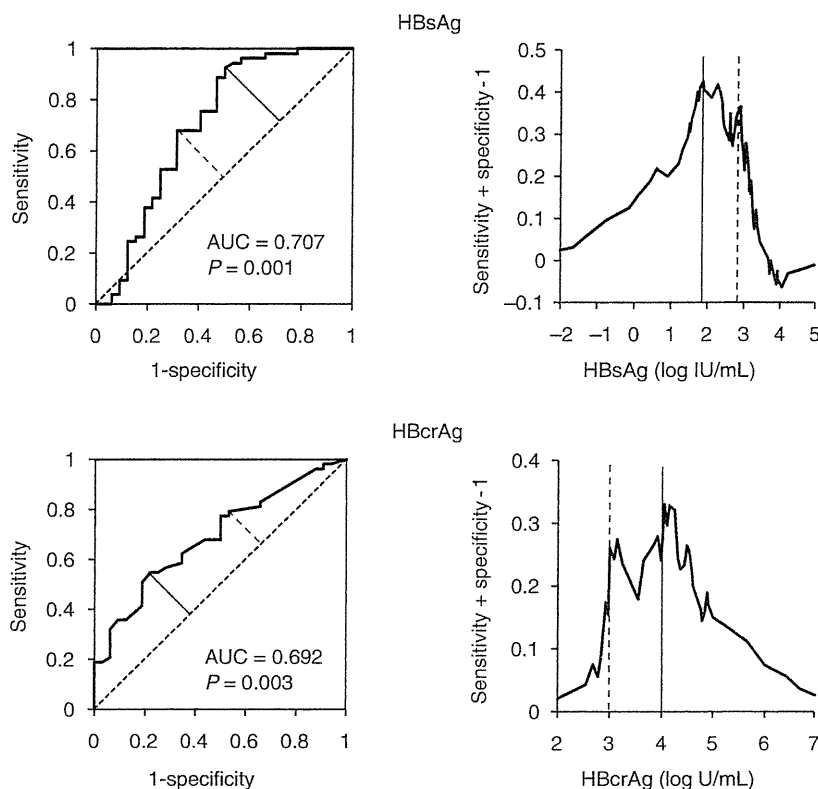 HBsAg
Sensitivity
1
0.8
0.6
0.4
0.2
0
AUC = 0.707
P = 0.001
0 0.2 0.4 0.6 0.8 1
1-specificity
Sensitivity + specificity-1
0.5
0.4
0.3
0.2
0.1
0
−0.1
−2 −1 0 1 2 3 4 5
HBsAg (log IU/mL)
HBcrAg
Sensitivity
1
0.8
0.6
0.4
0.2
0
AUC = 0.692
P = 0.003
0 0.2 0.4 0.6 0.8 1
1-specificity
Sensitivity + specificity-1
0.4
0.3
0.2
0.1
0
2 3 4 5 6 7
HBcrAg (log U/mL)